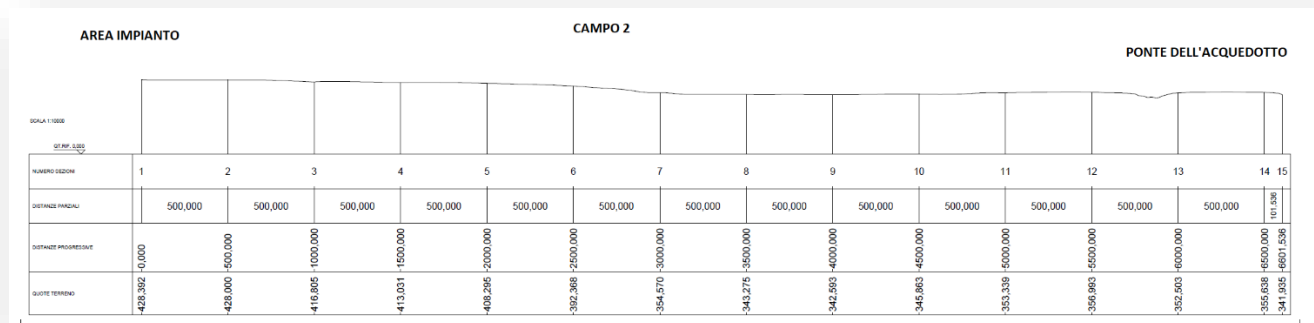 AREA IMPIANTO
CAMPO 2
PONTE DELL'ACQUEDOTTO
SCALA 1:10000
QT.RIF. 0,000
NUMERO SEZIONI 1 2 3 4 5 6 7 8 9 10 11 12 13 14 15
DISTANZE PARZIALI 500,000 500,000 500,000 500,000 500,000 500,000 500,000 500,000 500,000 500,000 500,000 500,000 500,000 101,536
DISTANZE PROGRESSIVE -0,000 -500,000 -1000,000 -1500,000 -2000,000 -2500,000 -3000,000 -3500,000 -4000,000 -4500,000 -5000,000 -5500,000 -6000,000 -6500,000 -6601,536
QUOTE TERRENO -428,392 -428,000 -416,805 -413,031 -408,295 -392,368 -354,570 -343,275 -342,593 -345,863 -353,339 -356,993 -352,503 -355,638 -341,935